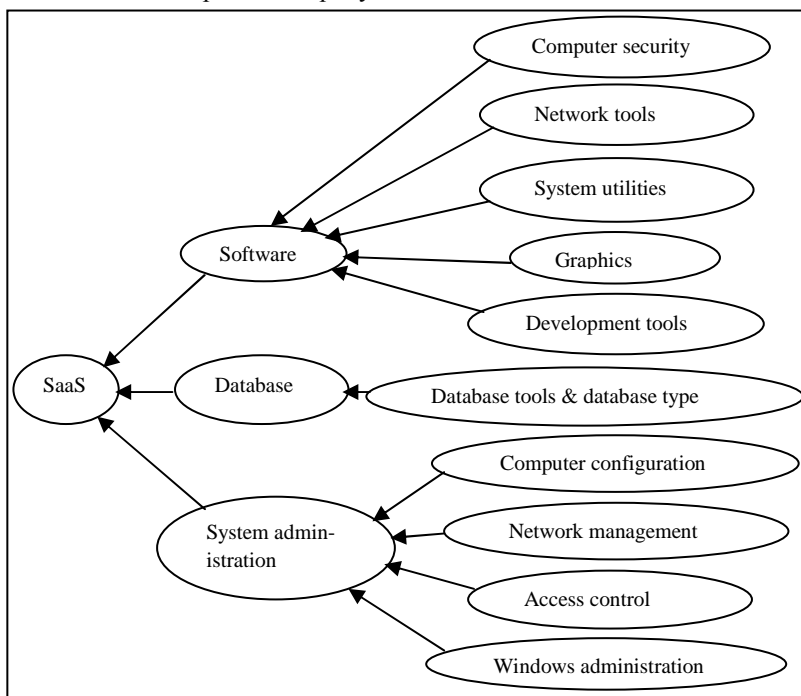 Computer security
Network tools
System utilities
Software
Graphics
Development tools
SaaS
Database
Database tools & database type
Computer configuration
System admin-
istration
Network management
Access control
Windows administration